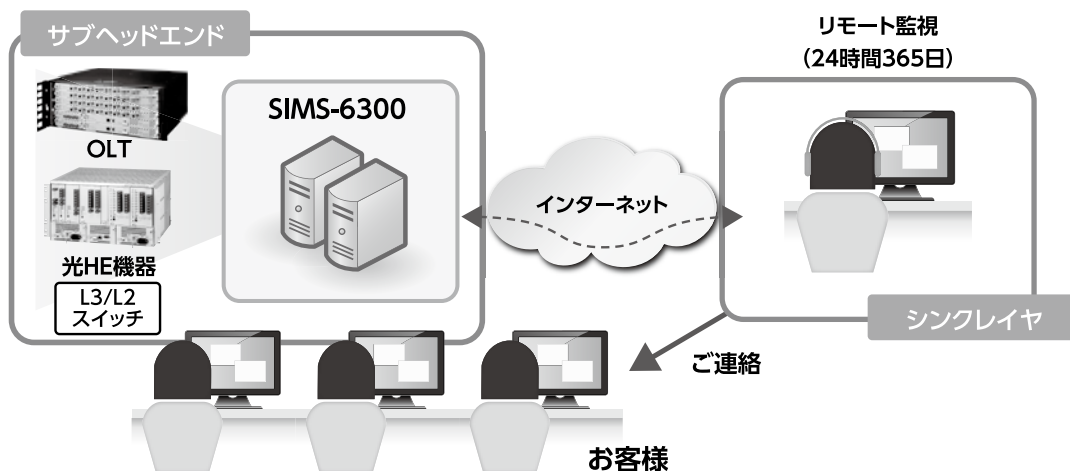 サブヘッドエンド
OLT
光HE機器
L3/L2
スイッチ
SIMS-6300
インターネット
リモート監視
(24時間365日)
シンクレイヤ
ご連絡
お客様